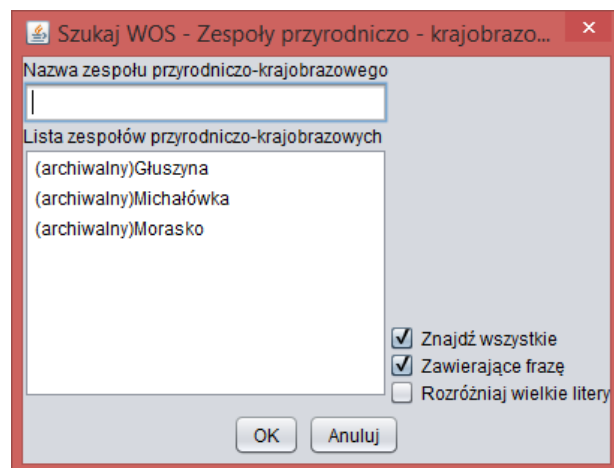 Szukaj WOS - Zespoły przyrodniczo - krajobrazo...
Nazwa zespołu przyrodniczo-krajobrazowego
Lista zespołów przyrodniczo-krajobrazowych
(archiwalny)Głuszyna
(archiwalny)Michałówka
(archiwalny)Morasko
Znajdź wszystkie
Zawierające frazę
Rozróżniaj wielkie litery
OK Anuluj